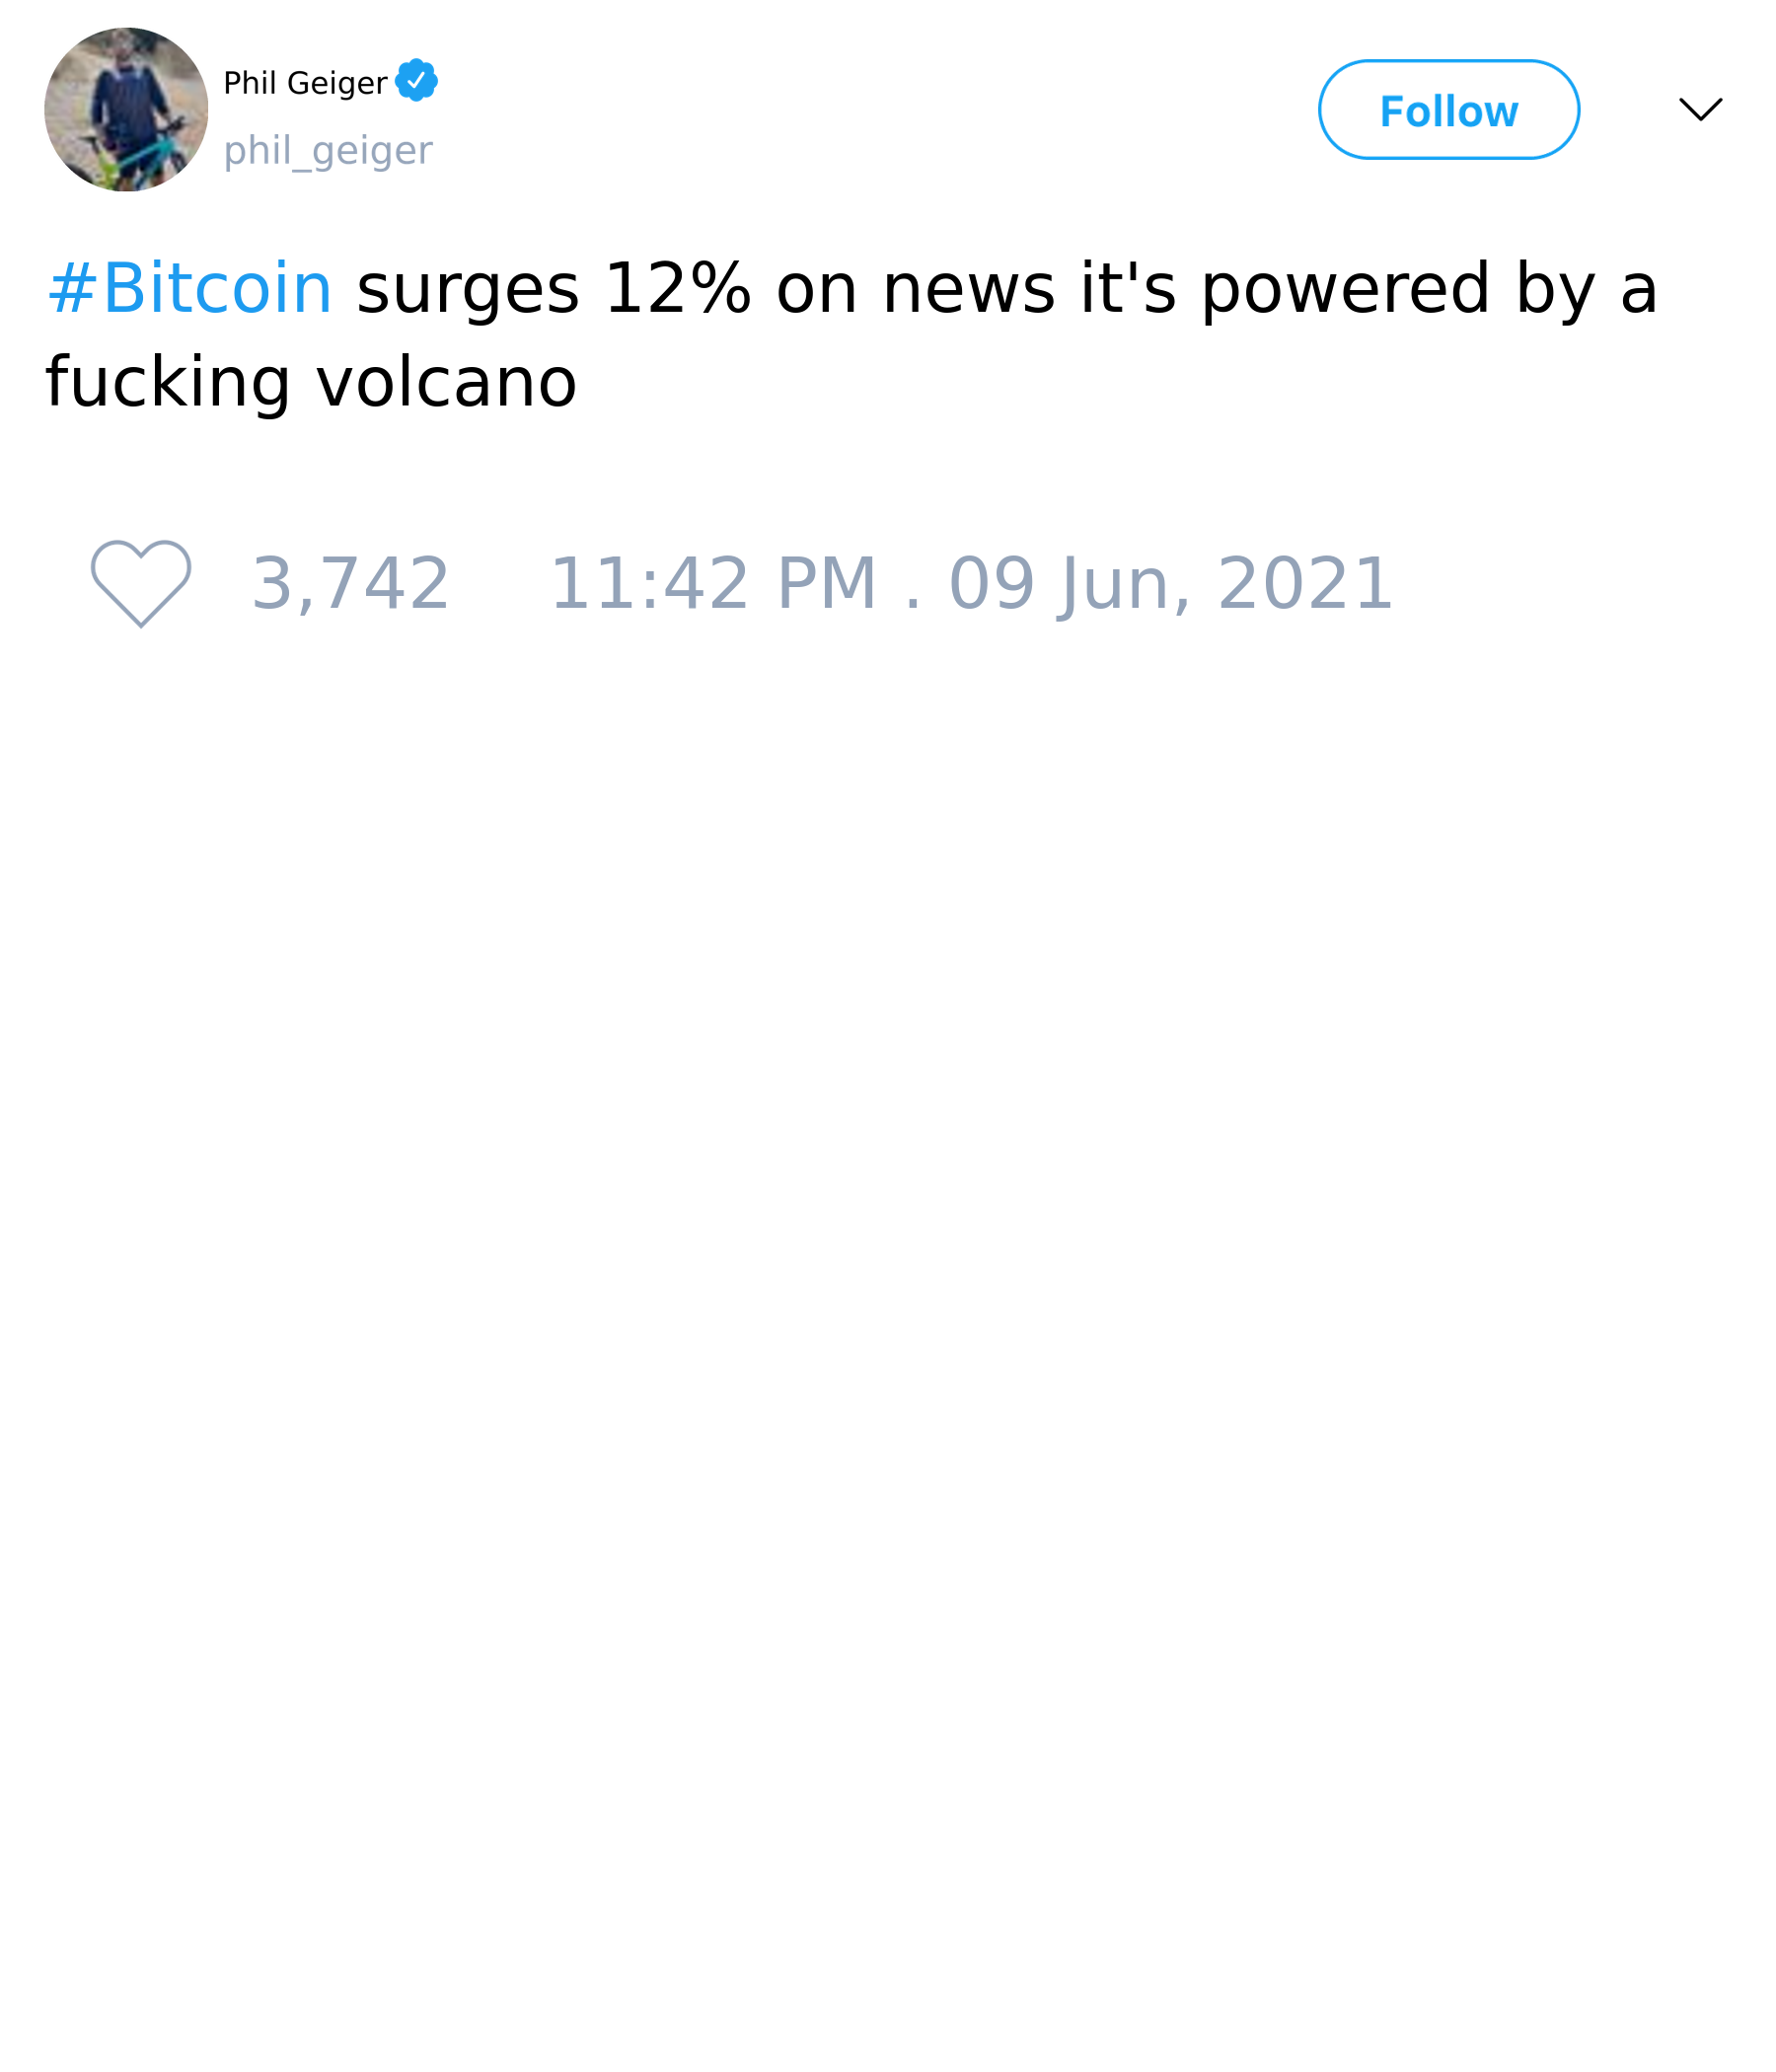 Phil Geiger
phil_geiger
Follow
#Bitcoin surges 12% on news it's powered by a
fucking volcano
3,742 11:42 PM . 09 Jun, 2021